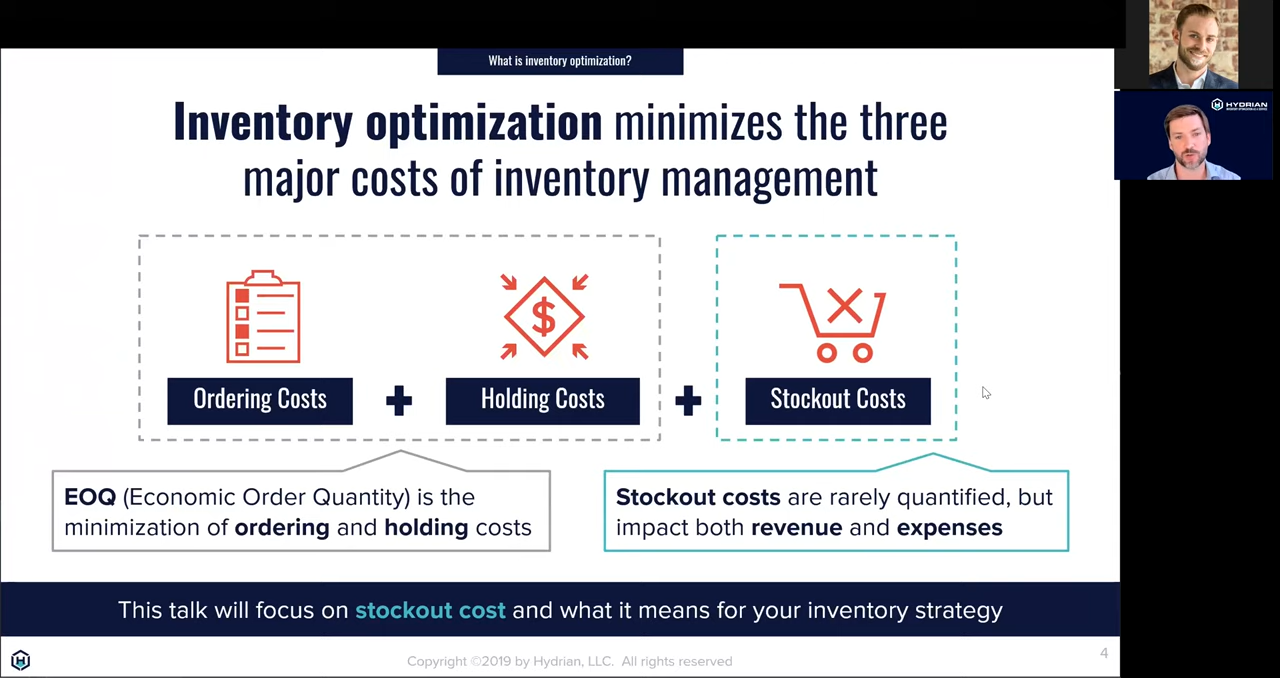 What is inventory optimization?
Inventory optimization minimizes the three
major costs of inventory management
$
Ordering Costs + Holding Costs + Stockout Costs
EOQ (Economic Order Quantity) is the
minimization of ordering and holding costs
Stockout costs are rarely quantified, but
impact both revenue and expenses
This talk will focus on stockout cost and what it means for your inventory strategy
Copyright ©2019 by Hydrian, LLC. All rights reserved
4
HYDRIAN